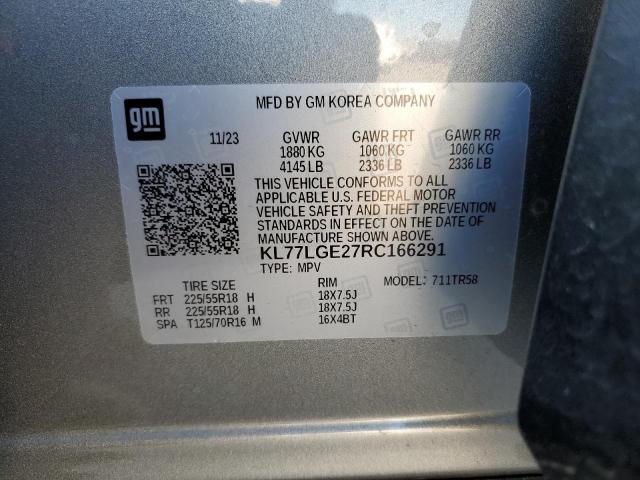 MFD BY GM KOREA COMPANY
gm
11/23 GVWR GAWR FRT GAWR RR
1880 KG 1060 KG 1060 KG
4145 LB 2336 LB 2336 LB
THIS VEHICLE CONFORMS TO ALL
APPLICABLE U.S. FEDERAL MOTOR
VEHICLE SAFETY AND THEFT PREVENTION
STANDARDS IN EFFECT ON THE DATE OF
MANUFACTURE SHOWN ABOVE.
KL77LGE27RC166291
TYPE: MPV MODEL: 711TR58
TIRE SIZE RIM
FRT 225/55R18 H 18X7.5J
RR 225/55R18 H 18X7.5J
SPA T125/70R16 M 16X4BT